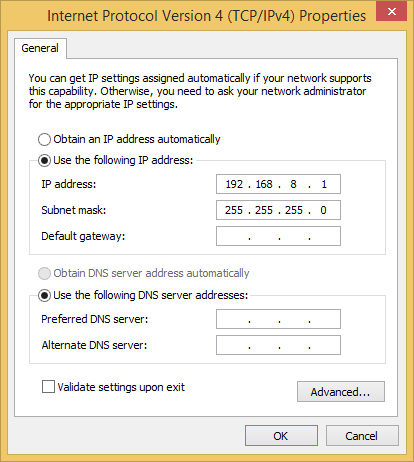 Internet Protocol Version 4 (TCP/IPv4) Properties
General
You can get IP settings assigned automatically if your network supports
this capability. Otherwise, you need to ask your network administrator
for the appropriate IP settings.
Obtain an IP address automatically
Use the following IP address:
IP address: 192 . 168 . 8 . 1
Subnet mask: 255 . 255 . 255 . 0
Default gateway: . . .
Obtain DNS server address automatically
Use the following DNS server addresses:
Preferred DNS server: . . .
Alternate DNS server: . . .
Validate settings upon exit
Advanced...
OK Cancel